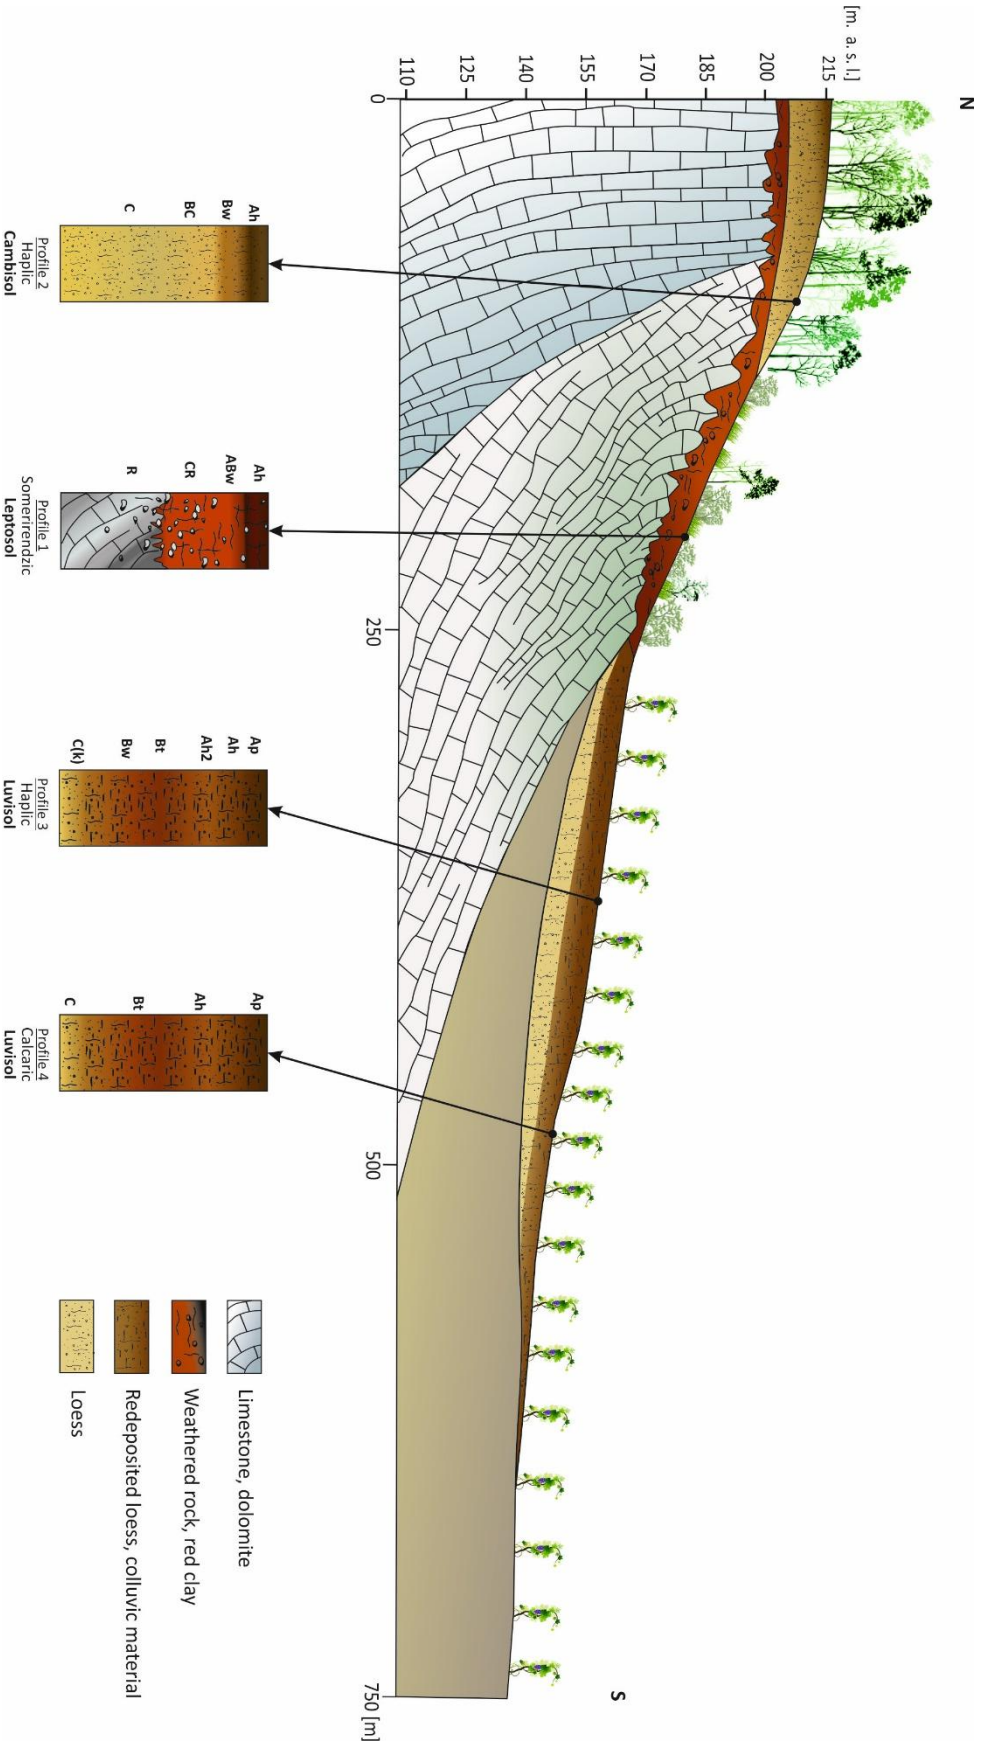 N
[m. a. s. l.]
215
200
185
170
155
140
125
110
0
250
500
750 [m]
S
Ah
Bw
BC
C
Profile 2
Haplic
Cambisol
Ah
ABw
CR
R
Profile 1
Somerirendzic
Leptosol
Ap
Ah
Ah2
Bt
Bw
C(k)
Profile 3
Haplic
Luvisol
Ap
Ah
Bt
C
Profile 4
Calcaric
Luvisol
Limestone, dolomite
Weathered rock, red clay
Redeposited loess, colluvic material
Loess